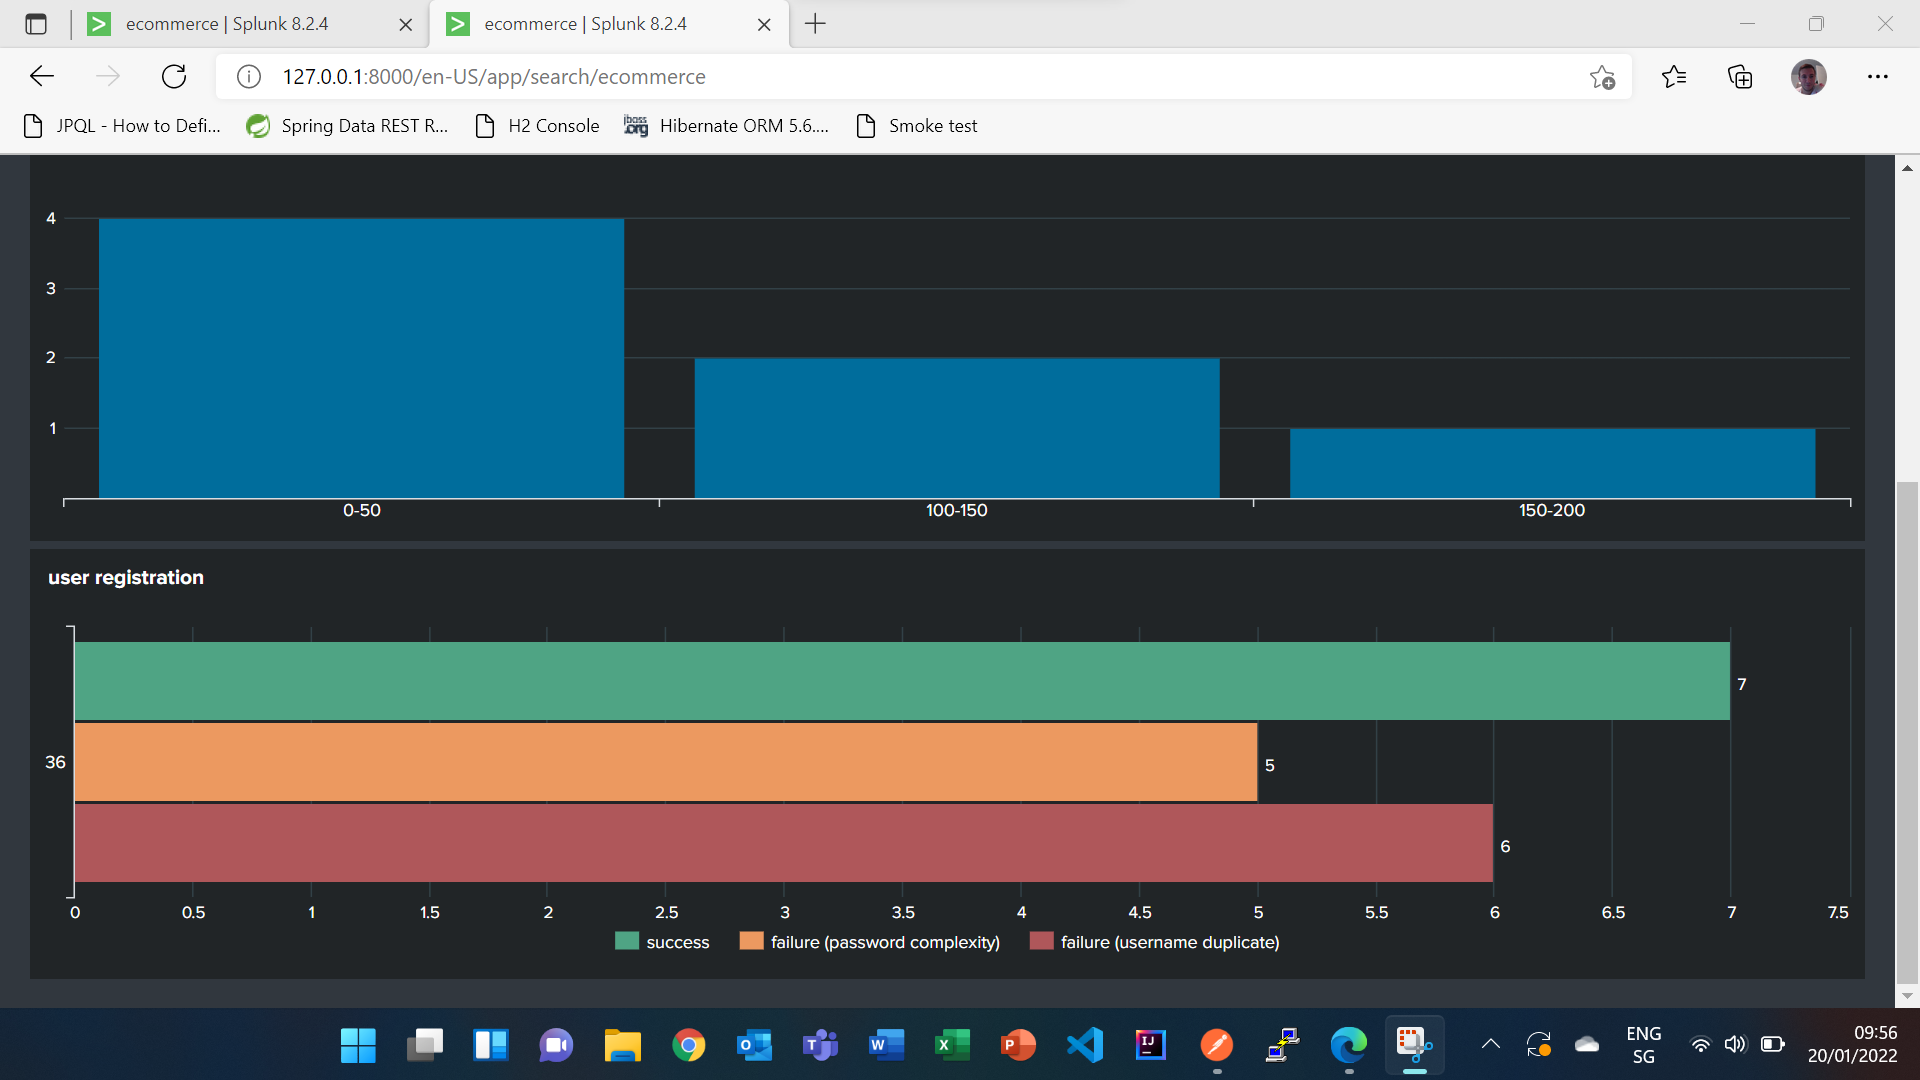 ecommerce | Splunk 8.2.4
ecommerce | Splunk 8.2.4
127.0.0.1:8000/en-US/app/search/ecommerce
JPQL - How to Defi...
Spring Data REST R...
H2 Console
jboss .org
Hibernate ORM 5.6....
Smoke test
4
3
2
1
0-50 100-150 150-200
user registration
7
36
5
6
0 0.5 1 1.5 2 2.5 3 3.5 4 4.5 5 5.5 6 6.5 7 7.5
success failure (password complexity) failure (username duplicate)
ENG
SG
09:56
20/01/2022